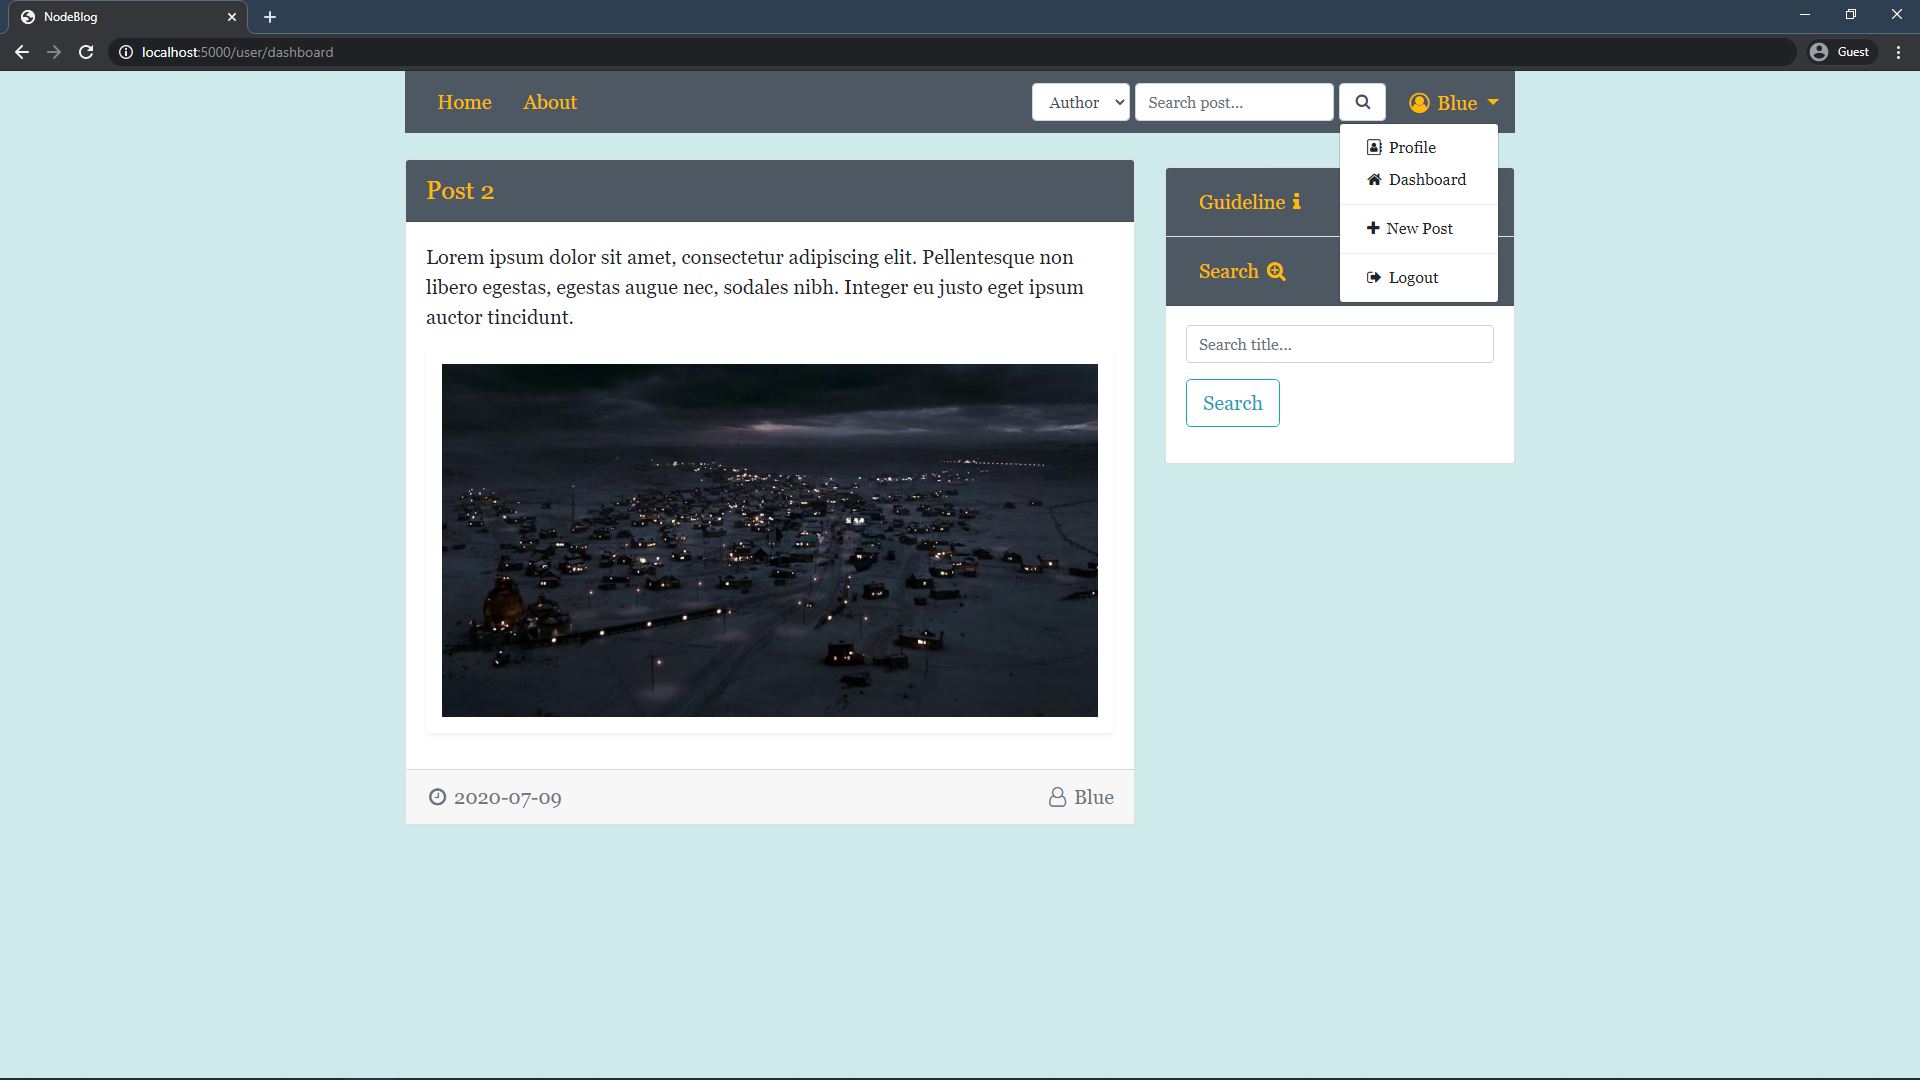 NodeBlog
localhost:5000/user/dashboard
Guest
Home
About
Author
Search post...
Blue
Profile
Dashboard
New Post
Logout
Post 2
Lorem ipsum dolor sit amet, consectetur adipiscing elit. Pellentesque non
libero egestas, egestas augue nec, sodales nibh. Integer eu justo eget ipsum
auctor tincidunt.
2020-07-09
Blue
Guideline
Search
Search title...
Search